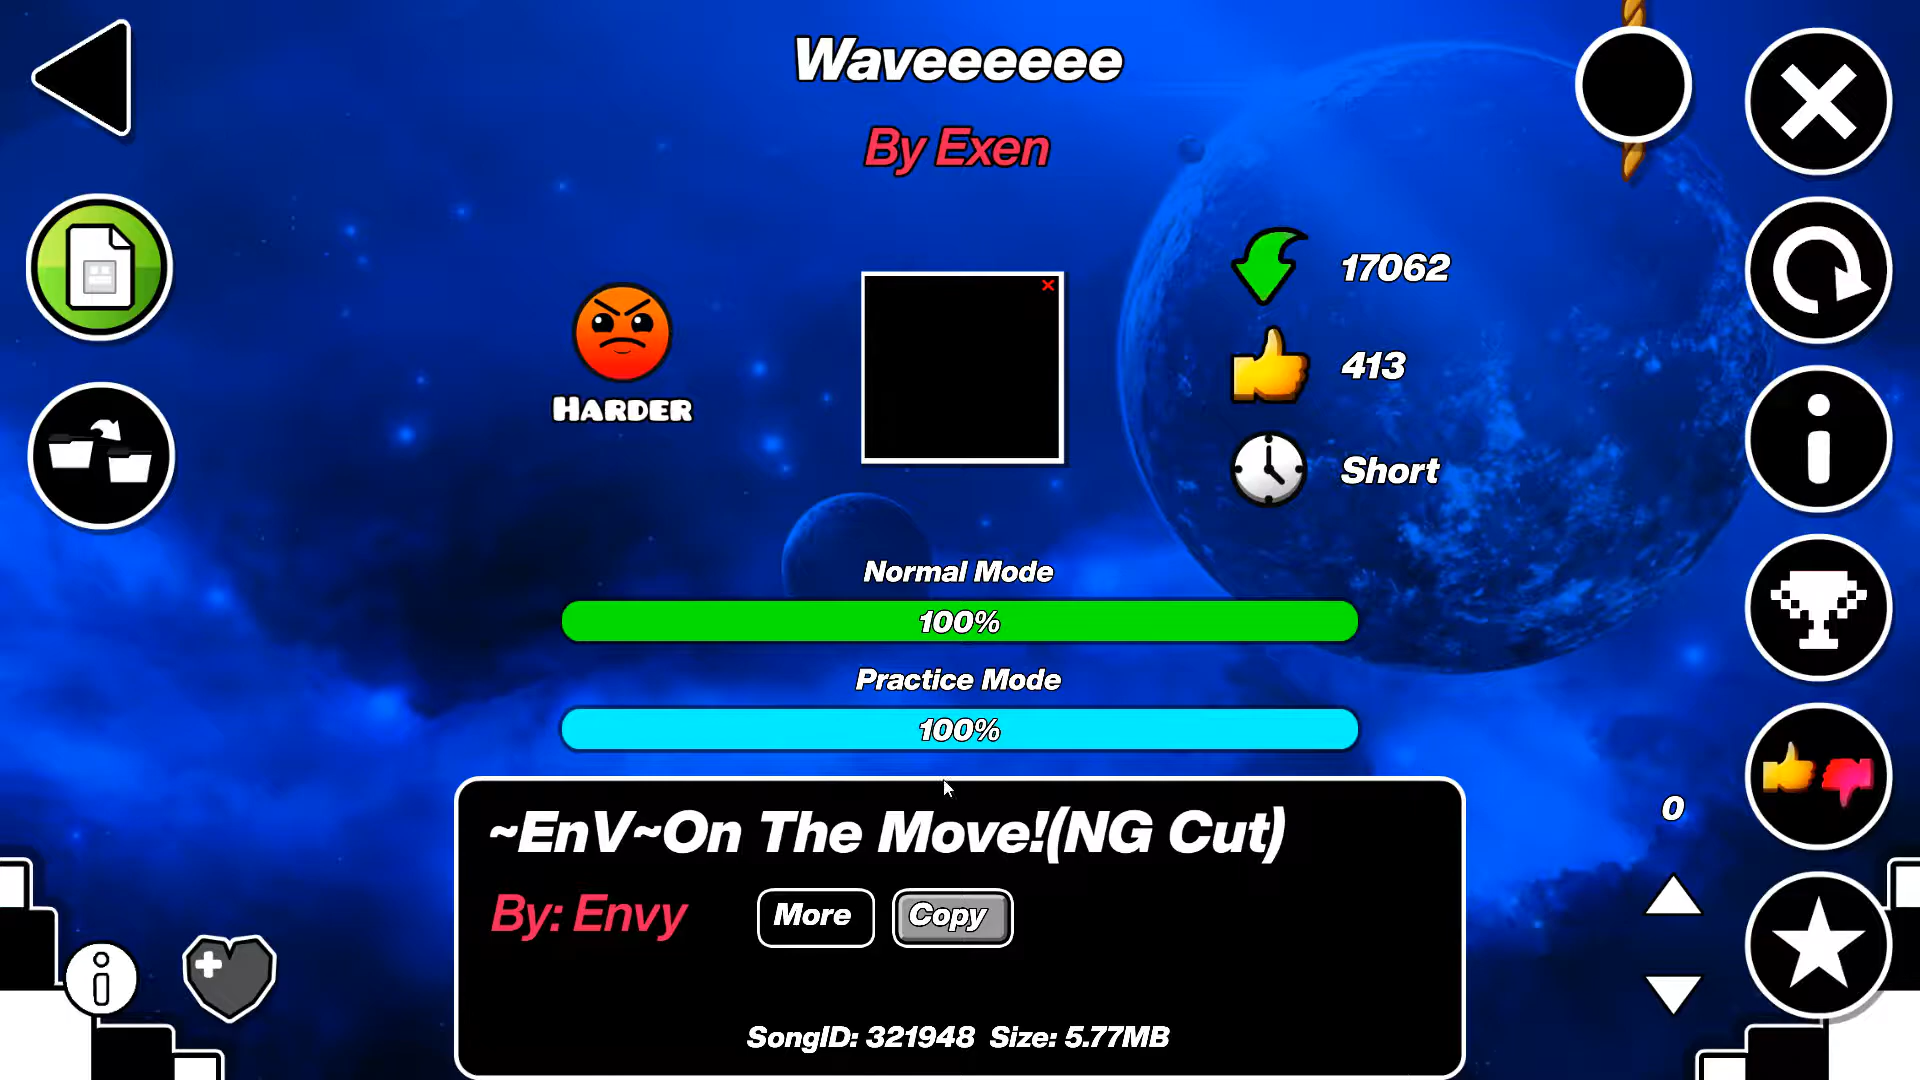 Waveeeeee
By Exen
17062
HARDER
413
Short
Normal Mode
100%
Practice Mode
100%
0
~EnV~On The Move!(NG Cut)
By: Envy
More
Copy
SongID: 321948 Size: 5.77MB